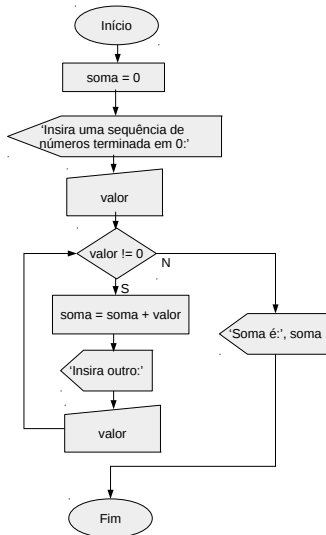 Início
soma = 0
‘Insira uma sequência de
números terminada em 0:’
valor
valor != 0
N
S
soma = soma + valor
‘Soma é:’, soma
‘Insira outro:’
valor
Fim